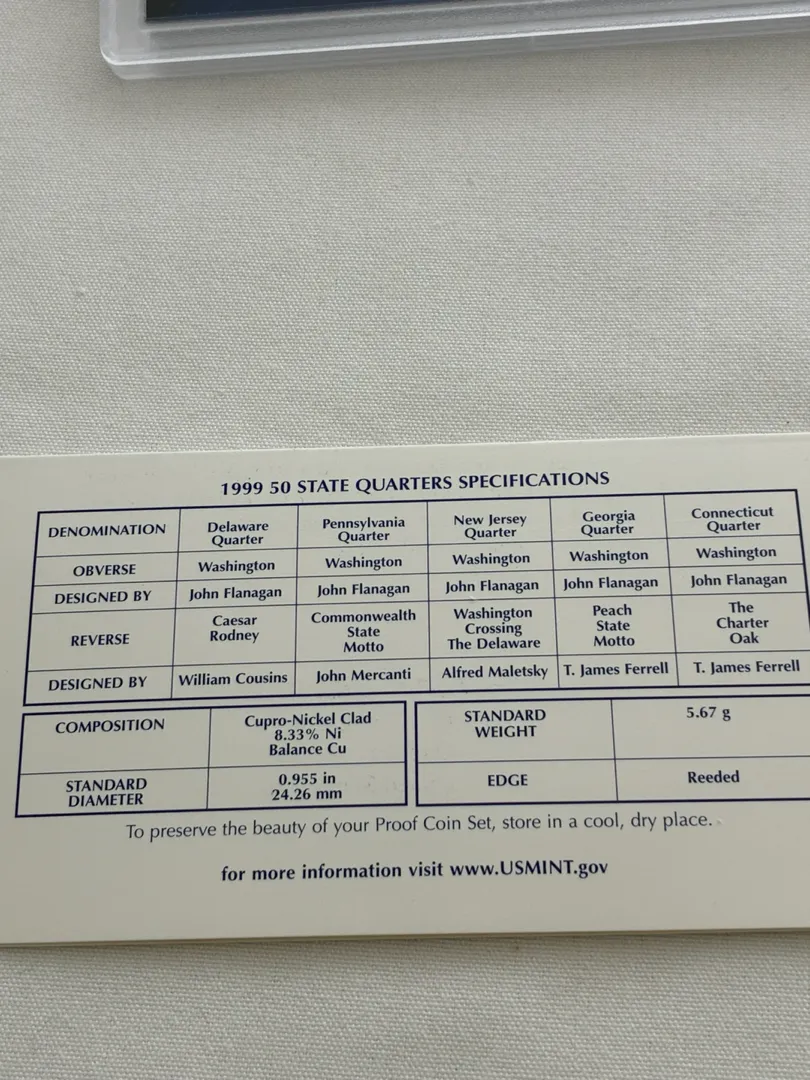 1999 50 STATE QUARTERS SPECIFICATIONS
DENOMINATION Delaware Quarter Pennsylvania Quarter New Jersey Quarter Georgia Quarter Connecticut Quarter
OBVERSE Washington Washington Washington Washington Washington
DESIGNED BY John Flanagan John Flanagan John Flanagan John Flanagan John Flanagan
REVERSE Caesar Rodney Commonwealth State Motto Washington Crossing The Delaware Peach State Motto The Charter Oak
DESIGNED BY William Cousins John Mercanti Alfred Maletsky T. James Ferrell T. James Ferrell
COMPOSITION Cupro-Nickel Clad 8.33% Ni Balance Cu STANDARD WEIGHT 5.67 g
STANDARD DIAMETER 0.955 in 24.26 mm EDGE Reeded
To preserve the beauty of your Proof Coin Set, store in a cool, dry place.
for more information visit www.USMINT.gov